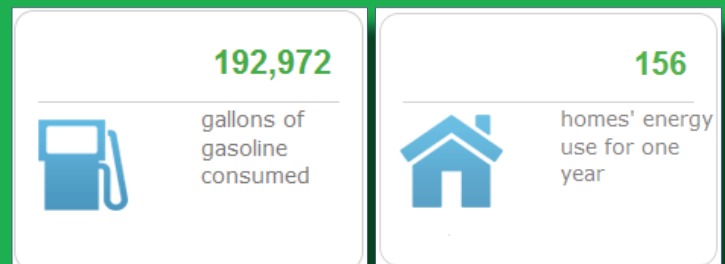 192,972
gallons of
gasoline
consumed
156
homes' energy
use for one
year